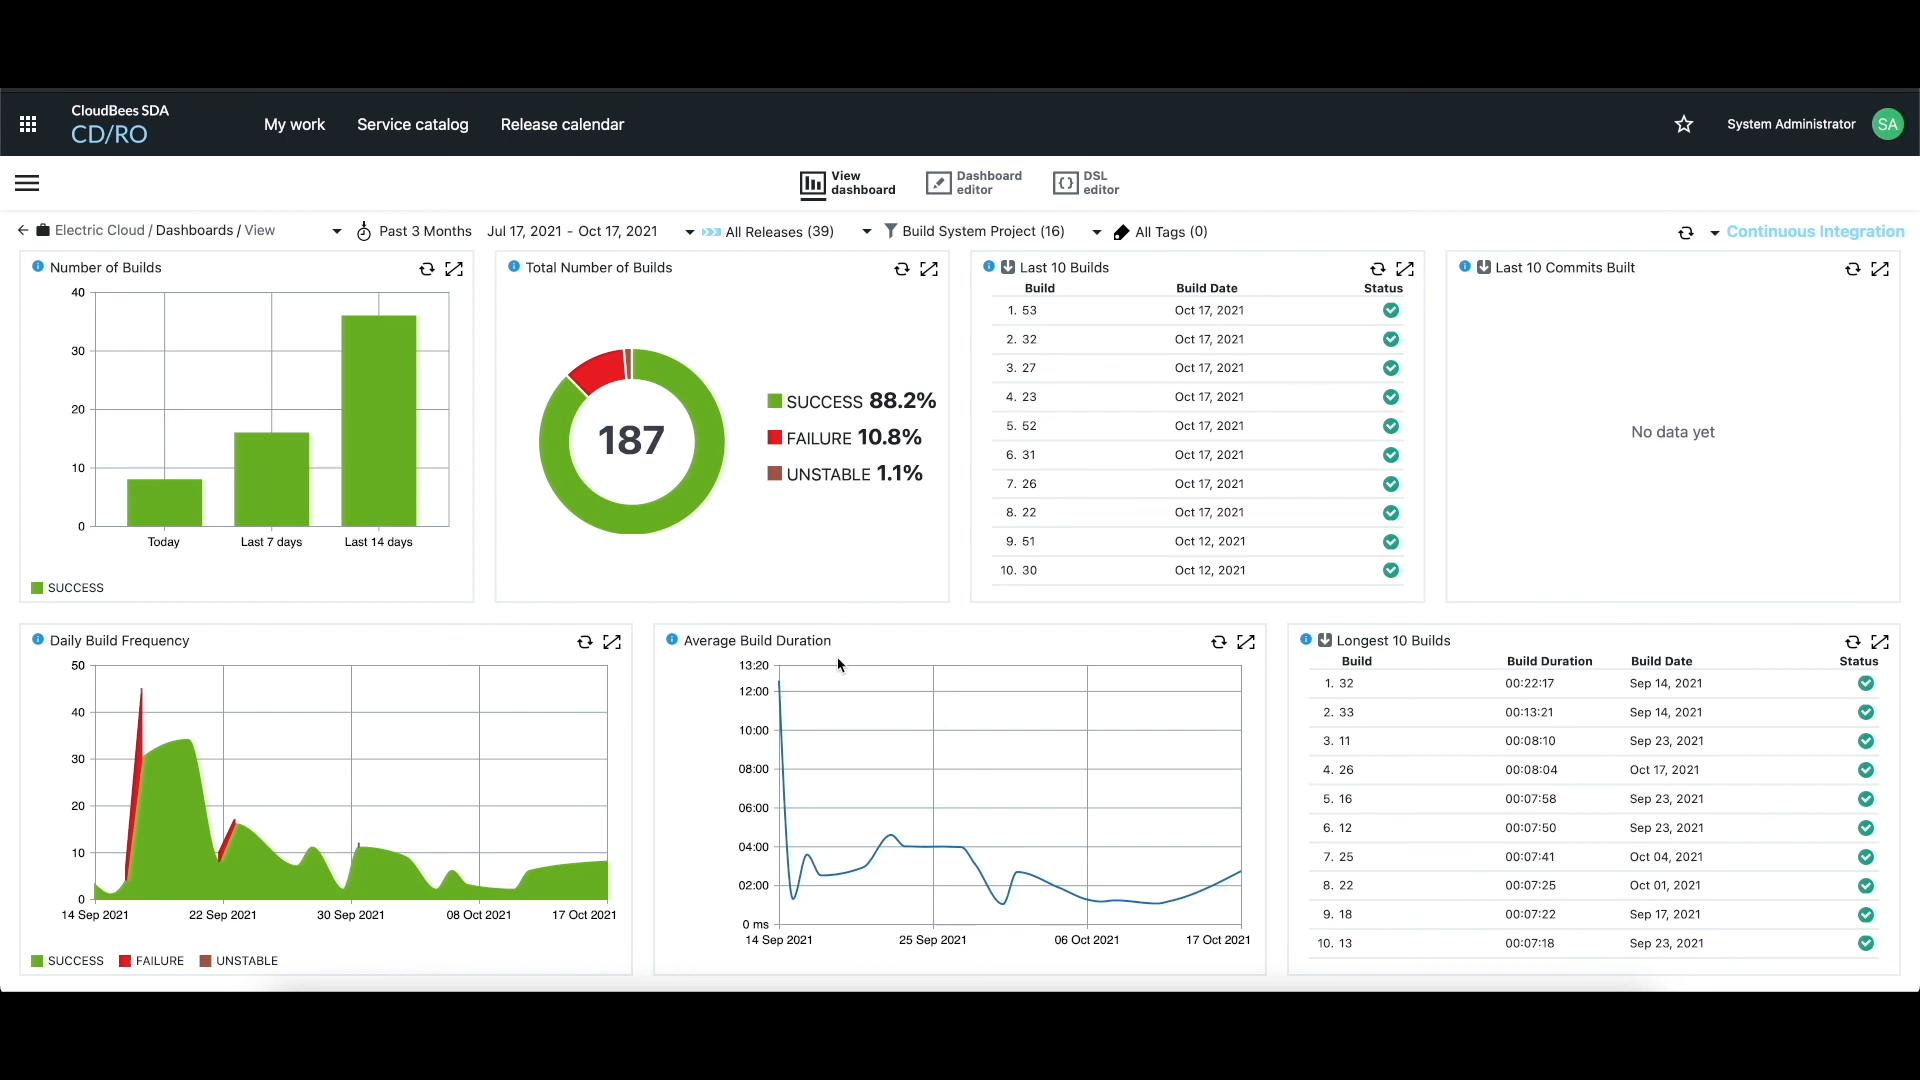 CloudBees SDA
CD/RO
My work
Service catalog
Release calendar
System Administrator
SA
View dashboard
Dashboard editor
DSL editor
Electric Cloud / Dashboards / View
Past 3 Months
Jul 17, 2021 - Oct 17, 2021
All Releases (39)
Build System Project (16)
All Tags (0)
Continuous Integration
Number of Builds
40
30
20
10
0
Today
Last 7 days
Last 14 days
SUCCESS
Total Number of Builds
187
SUCCESS 88.2%
FAILURE 10.8%
UNSTABLE 1.1%
Last 10 Builds
Build Build Date Status
1. 53 Oct 17, 2021
2. 32 Oct 17, 2021
3. 27 Oct 17, 2021
4. 23 Oct 17, 2021
5. 52 Oct 17, 2021
6. 31 Oct 17, 2021
7. 26 Oct 17, 2021
8. 22 Oct 17, 2021
9. 51 Oct 12, 2021
10. 30 Oct 12, 2021
Last 10 Commits Built
No data yet
Daily Build Frequency
50
40
30
20
10
0
14 Sep 2021
22 Sep 2021
30 Sep 2021
08 Oct 2021
17 Oct 2021
SUCCESS
FAILURE
UNSTABLE
Average Build Duration
13:20
12:00
10:00
08:00
06:00
04:00
02:00
0 ms
14 Sep 2021
25 Sep 2021
06 Oct 2021
17 Oct 2021
Longest 10 Builds
Build Build Duration Build Date Status
1. 32 00:22:17 Sep 14, 2021
2. 33 00:13:21 Sep 14, 2021
3. 11 00:08:10 Sep 23, 2021
4. 26 00:08:04 Oct 17, 2021
5. 16 00:07:58 Sep 23, 2021
6. 12 00:07:50 Sep 23, 2021
7. 25 00:07:41 Oct 04, 2021
8. 22 00:07:25 Oct 01, 2021
9. 18 00:07:22 Sep 17, 2021
10. 13 00:07:18 Sep 23, 2021